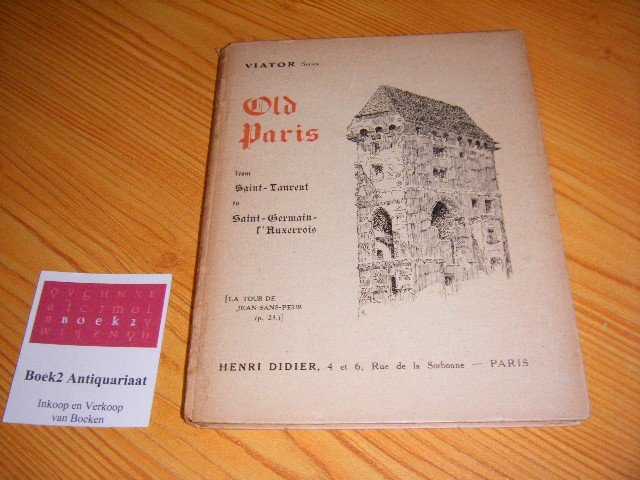 VIATOR Series
Old
Paris
from
Saint-Laurent
to
Saint-Germain-
l'Auxerrois
[LA TOUR DE
JEAN-SANS-PEUR
(p. 23.)]
HENRI DIDIER, 4 et 6, Rue de la Sorbonne — PARIS
BOEK2
Boek2 Antiquariaat
Inkoop en Verkoop
van Boeken